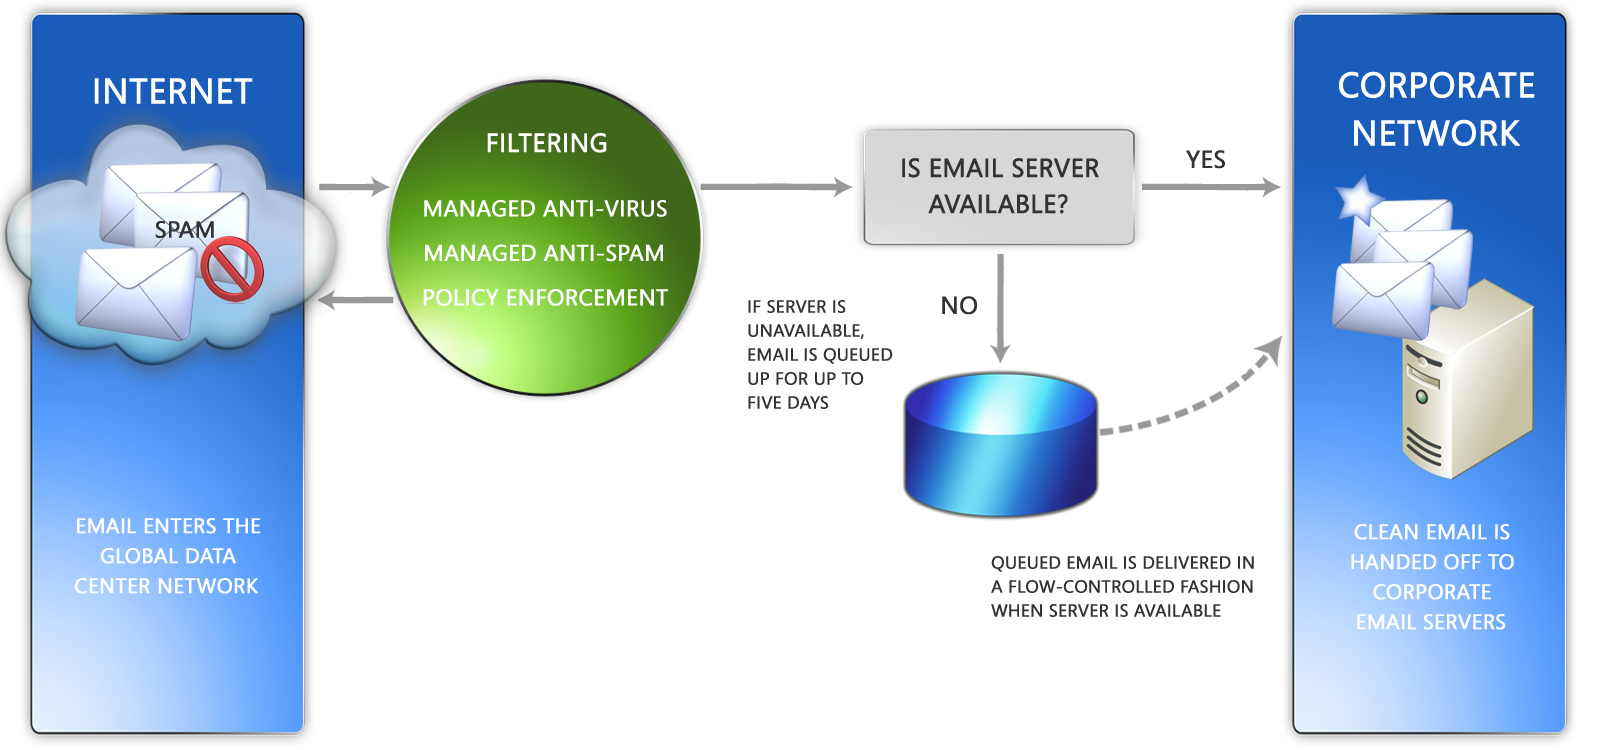 INTERNET
SPAM
EMAIL ENTERS THE
GLOBAL DATA
CENTER NETWORK
FILTERING
MANAGED ANTI-VIRUS
MANAGED ANTI-SPAM
POLICY ENFORCEMENT
IS EMAIL SERVER
AVAILABLE?
YES
NO
IF SERVER IS
UNAVAILABLE,
EMAIL IS QUEUED
UP FOR UP TO
FIVE DAYS
QUEUED EMAIL IS DELIVERED IN
A FLOW-CONTROLLED FASHION
WHEN SERVER IS AVAILABLE
CORPORATE
NETWORK
CLEAN EMAIL IS
HANDED OFF TO
CORPORATE
EMAIL SERVERS